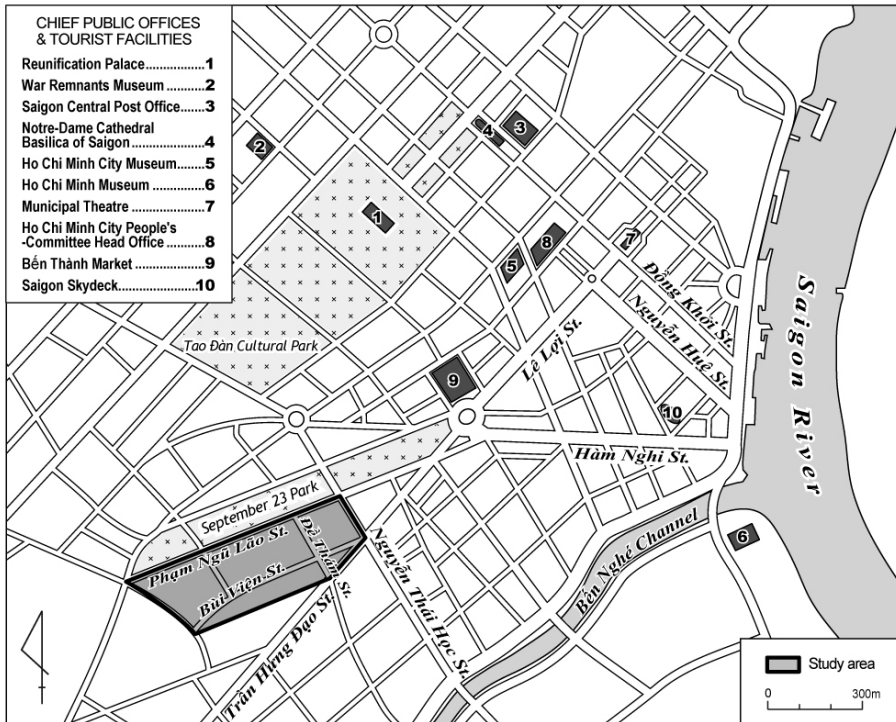 CHIEF PUBLIC OFFICES
& TOURIST FACILITIES
Reunification Palace................1
War Remnants Museum.....2
Saigon Central Post Office.....3
Notre-Dame Cathedral
Basilica of Saigon................4
Ho Chi Minh City Museum....5
Ho Chi Minh Museum..........6
Municipal Theatre................7
Ho Chi Minh City People's
-Committee Head Office.......8
Bến Thành Market...............9
Saigon Skydeck..................10
4
3
2
1
7
8
5
Tao Đàn Cultural Park
Đồng Khởi St.
Nguyễn Huệ St.
Lê Lợi St.
Saigon River
9
10
Hàm Nghi St.
September 23 Park
Phạm Ngũ Lão St.
Đề Thám St.
Bùi Viện St.
Nguyễn Thái Học St.
Trần Hưng Đạo St.
Bến Nghé Channel
6
Study area
0 300m